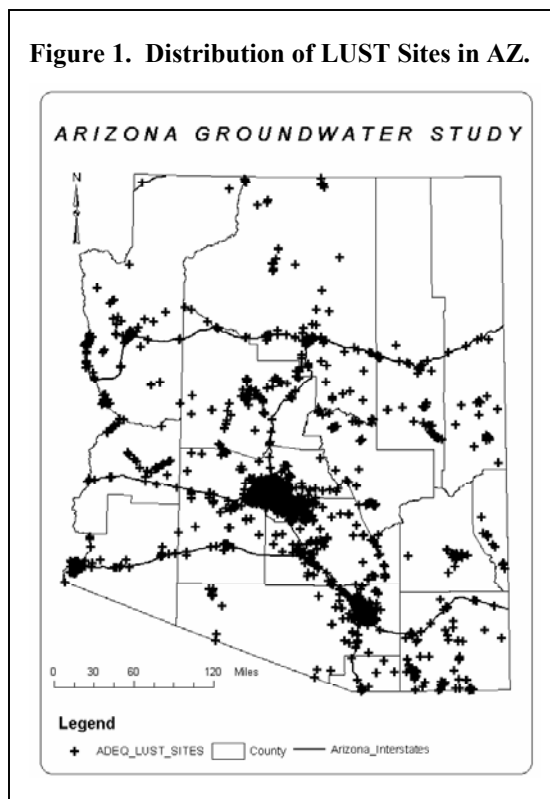 Figure 1. Distribution of LUST Sites in AZ.
ARIZONA GROUNDWATER STUDY
N
0 30 60 120 Miles
Legend
ADEQ_LUST_SITES County Arizona_Interstates